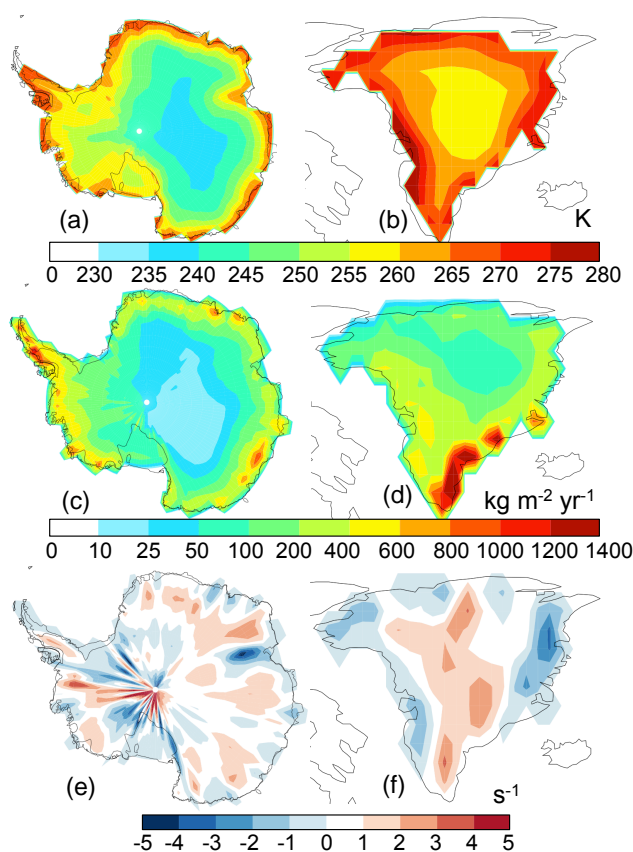 (a) (b) K
0 230 235 240 245 250 255 260 265 270 275 280
(c) (d) kg m⁻² yr⁻¹
0 10 25 50 100 200 400 600 800 1000 1200 1400
(e) (f) s⁻¹
-5 -4 -3 -2 -1 0 1 2 3 4 5